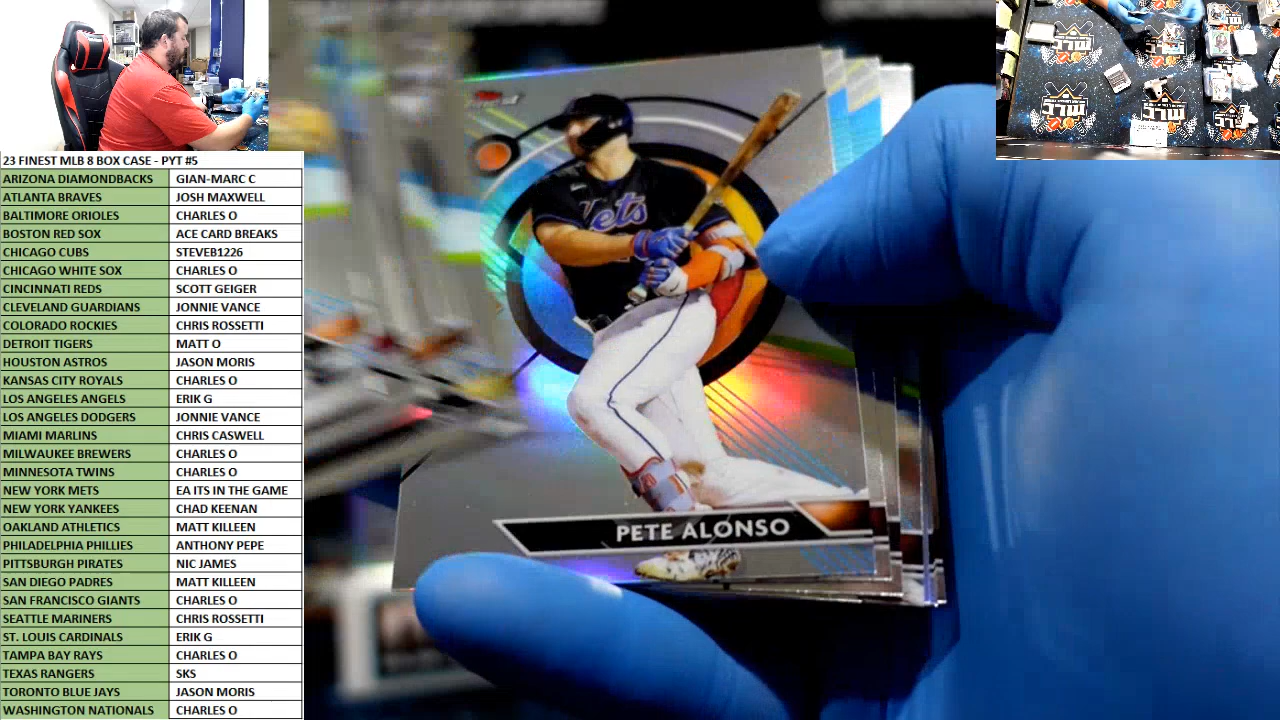 23 FINEST MLB 8 BOX CASE - PYT #5
ARIZONA DIAMONDBACKS GIAN-MARC C
ATLANTA BRAVES JOSH MAXWELL
BALTIMORE ORIOLES CHARLES O
BOSTON RED SOX ACE CARD BREAKS
CHICAGO CUBS STEVEB1226
CHICAGO WHITE SOX CHARLES O
CINCINNATI REDS SCOTT GEIGER
CLEVELAND GUARDIANS JONNIE VANCE
COLORADO ROCKIES CHRIS ROSSETTI
DETROIT TIGERS MATT O
HOUSTON ASTROS JASON MORIS
KANSAS CITY ROYALS CHARLES O
LOS ANGELES ANGELS ERIK G
LOS ANGELES DODGERS JONNIE VANCE
MIAMI MARLINS CHRIS CASWELL
MILWAUKEE BREWERS CHARLES O
MINNESOTA TWINS CHARLES O
NEW YORK METS EA ITS IN THE GAME
NEW YORK YANKEES CHAD KEENAN
OAKLAND ATHLETICS MATT KILLEEN
PHILADELPHIA PHILLIES ANTHONY PEPE
PITTSBURGH PIRATES NIC JAMES
SAN DIEGO PADRES MATT KILLEEN
SAN FRANCISCO GIANTS CHARLES O
SEATTLE MARINERS CHRIS ROSSETTI
ST. LOUIS CARDINALS ERIK G
TAMPA BAY RAYS CHARLES O
TEXAS RANGERS SKS
TORONTO BLUE JAYS JASON MORIS
WASHINGTON NATIONALS CHARLES O
Mets
PETE ALONSO